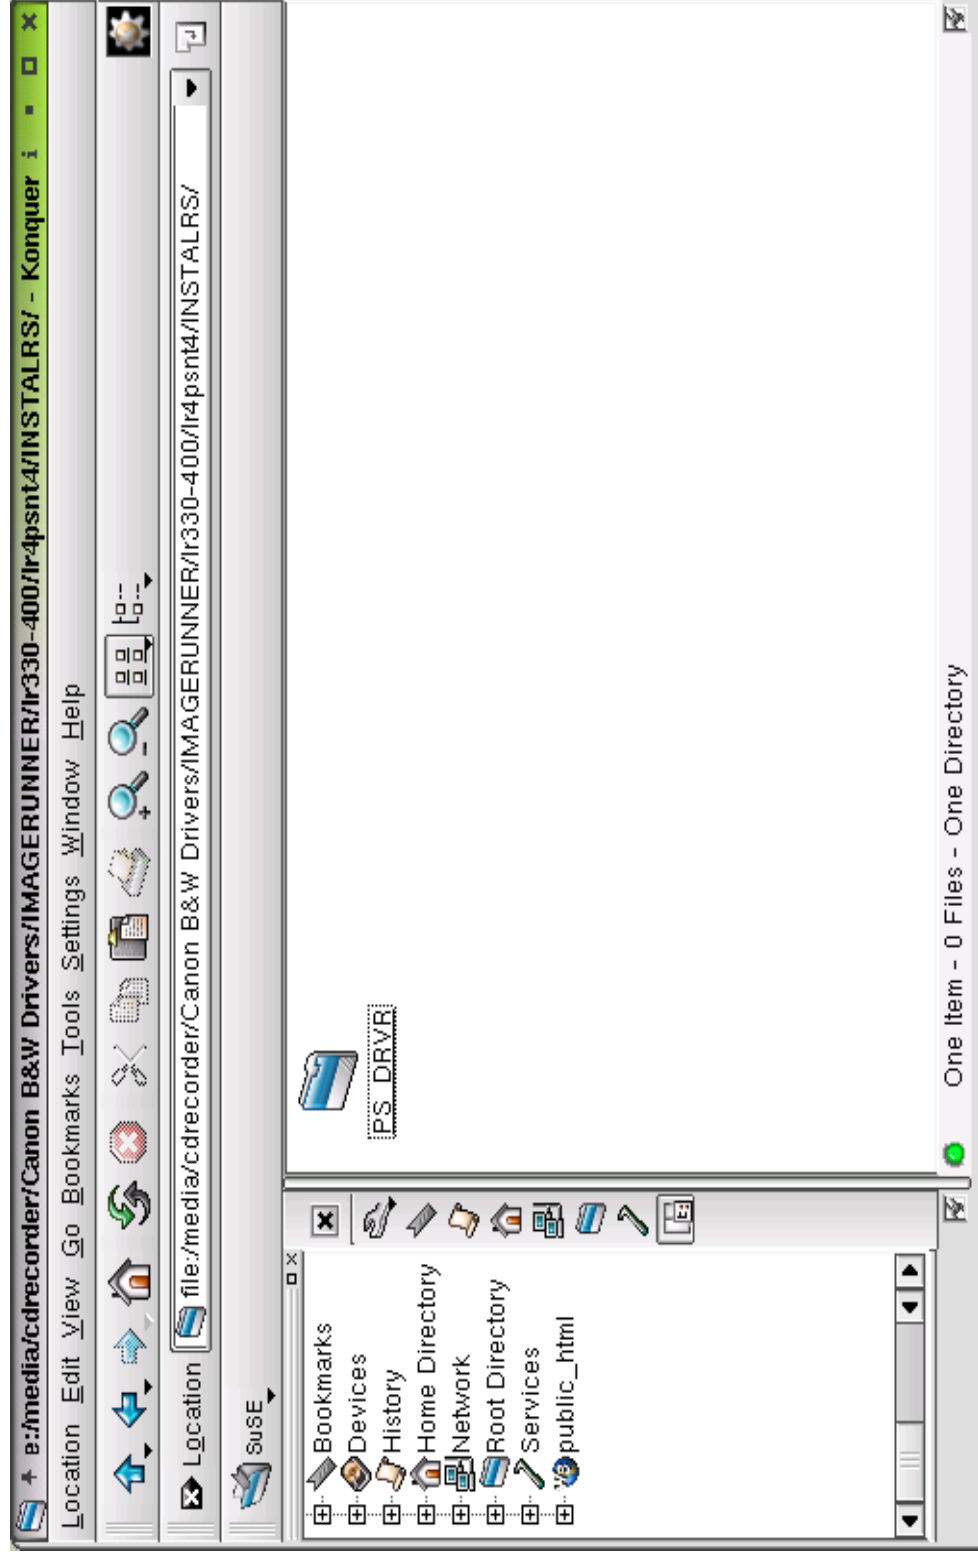 e:/media/cdrecorder/Canon B&W Drivers/IMAGERUNNER/Ir330-400/Ir4psnt4/INSTALRS/ - Konquer
Location Edit View Go Bookmarks Tools Settings Window Help
Location file:/media/cdrecorder/Canon B&W Drivers/IMAGERUNNER/Ir330-400/Ir4psnt4/INSTALRS/
SuSE
Bookmarks
Devices
History
Home Directory
Network
Root Directory
Services
public_html
PS_DRVR
One Item - 0 Files - One Directory